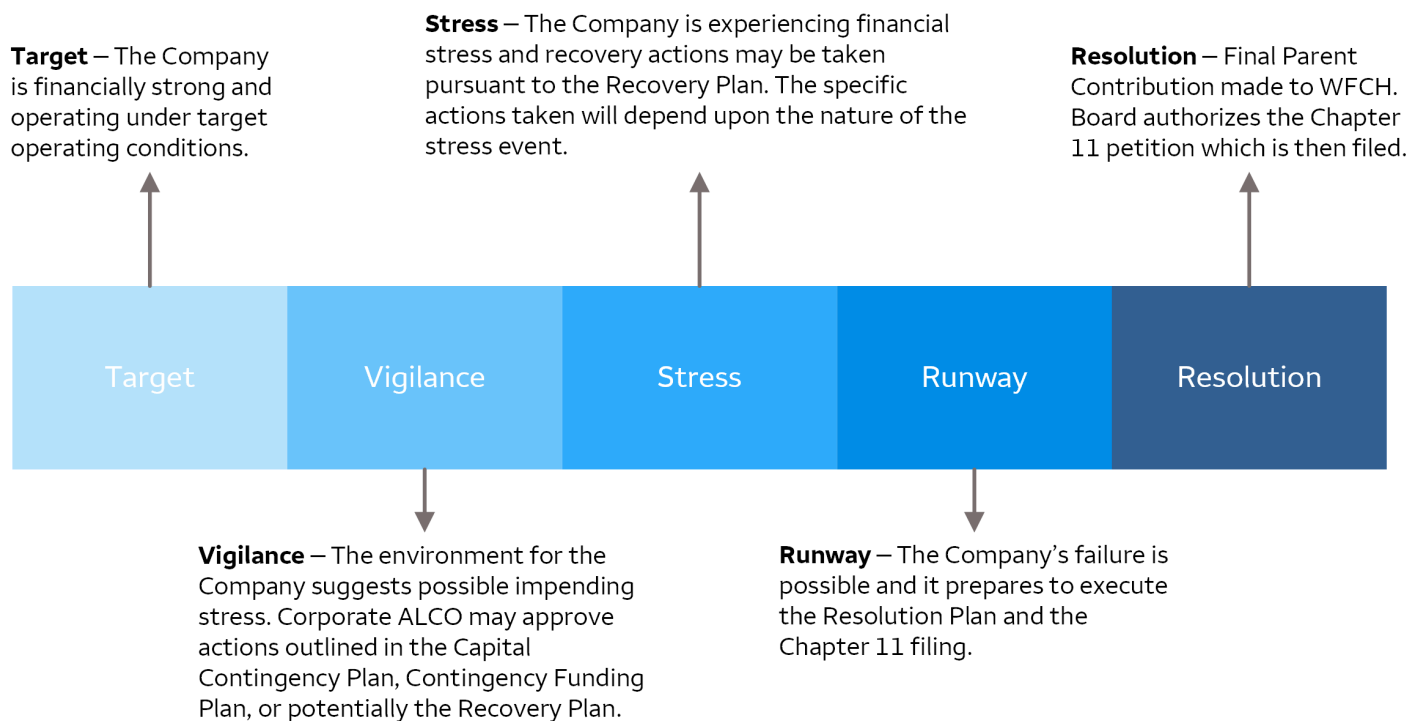 Target – The Company
is financially strong and
operating under target
operating conditions.
Stress – The Company is experiencing financial
stress and recovery actions may be taken
pursuant to the Recovery Plan. The specific
actions taken will depend upon the nature of the
stress event.
Resolution – Final Parent
Contribution made to WFCH.
Board authorizes the Chapter
11 petition which is then filed.
Target
Vigilance
Stress
Runway
Resolution
Vigilance – The environment for the
Company suggests possible impending
stress. Corporate ALCO may approve
actions outlined in the Capital
Contingency Plan, Contingency Funding
Plan, or potentially the Recovery Plan.
Runway – The Company’s failure is
possible and it prepares to execute
the Resolution Plan and the
Chapter 11 filing.